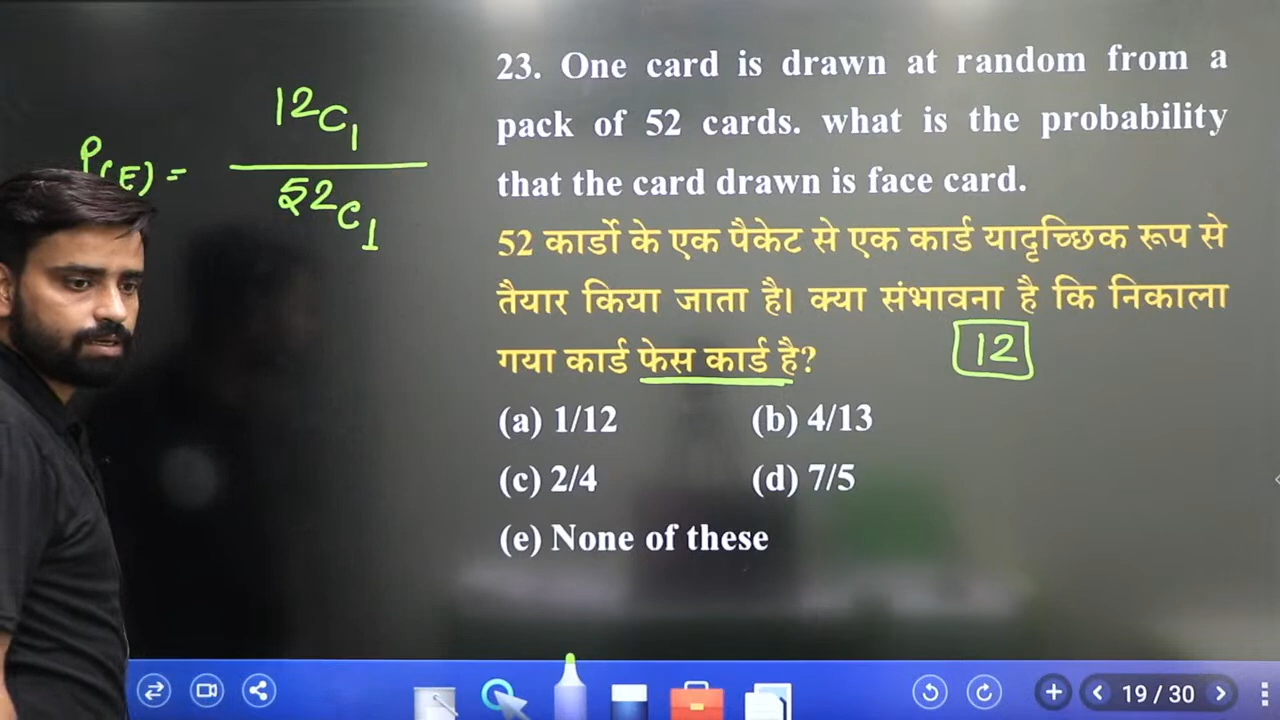 12C1
P(E) =
52C1
23. One card is drawn at random from a
pack of 52 cards. what is the probability
that the card drawn is face card.
52 कार्डो के एक पैकेट से एक कार्ड यादृच्छिक रूप से
तैयार किया जाता है। क्या संभावना है कि निकाला
गया कार्ड फेस कार्ड है?
12
(a) 1/12 (b) 4/13
(c) 2/4 (d) 7/5
(e) None of these
19 / 30